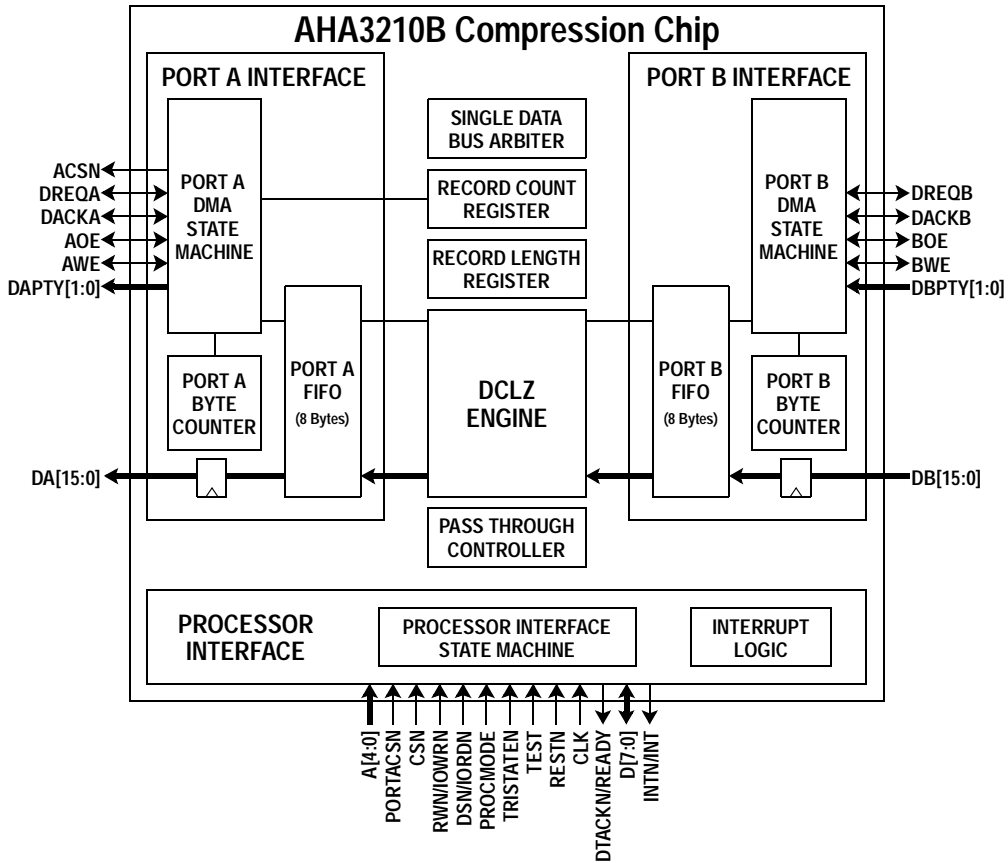 AHA3210B Compression Chip
PORT A INTERFACE
PORT A
DMA
STATE
MACHINE
ACSN
DREQA
DACKA
AOE
AWE
DAPTY[1:0]
PORT A
BYTE
COUNTER
PORT A
FIFO
(8 Bytes)
DA[15:0]
SINGLE DATA
BUS ARBITER
RECORD COUNT
REGISTER
RECORD LENGTH
REGISTER
DCLZ
ENGINE
PASS THROUGH
CONTROLLER
PORT B INTERFACE
PORT B
DMA
STATE
MACHINE
DREQB
DACKB
BOE
BWE
DBPTY[1:0]
PORT B
FIFO
(8 Bytes)
PORT B
BYTE
COUNTER
DB[15:0]
PROCESSOR
INTERFACE
PROCESSOR INTERFACE
STATE MACHINE
INTERRUPT
LOGIC
A[4:0]
PORTACSN
CSN
RWN/IOWRN
DSN/IORDN
PROCMODE
TRISTATEN
TEST
RESTN
CLK
DTACKN/READY
D[7:0]
INTN/INT